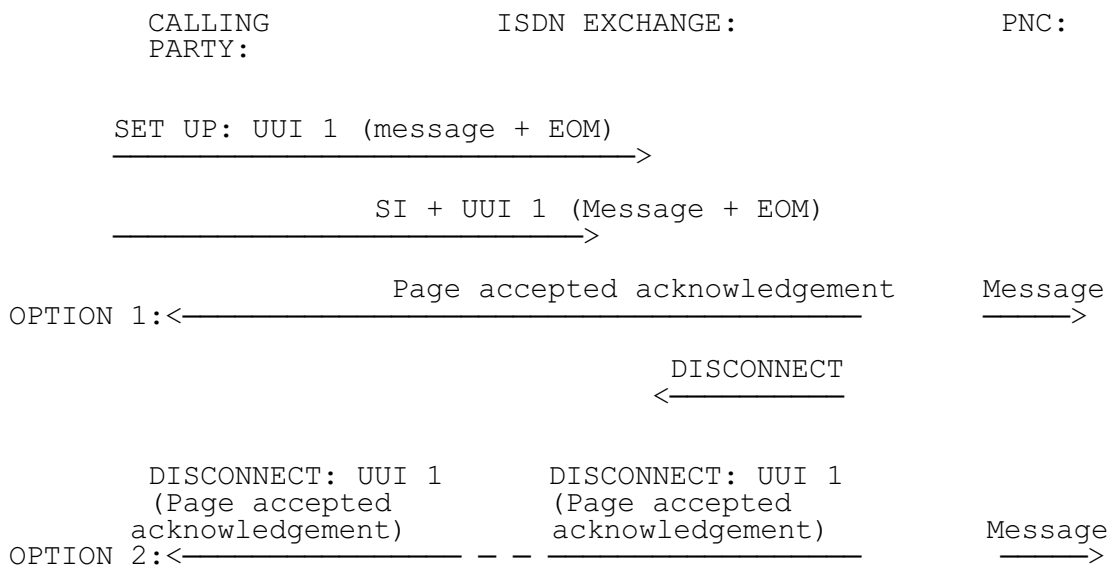 CALLING ISDN EXCHANGE: PNC:
PARTY:
SET UP: UUI 1 (message + EOM)
SI + UUI 1 (Message + EOM)
Page accepted acknowledgement Message
OPTION 1:
DISCONNECT
DISCONNECT: UUI 1 DISCONNECT: UUI 1
(Page accepted (Page accepted
acknowledgement) acknowledgement) Message
OPTION 2: